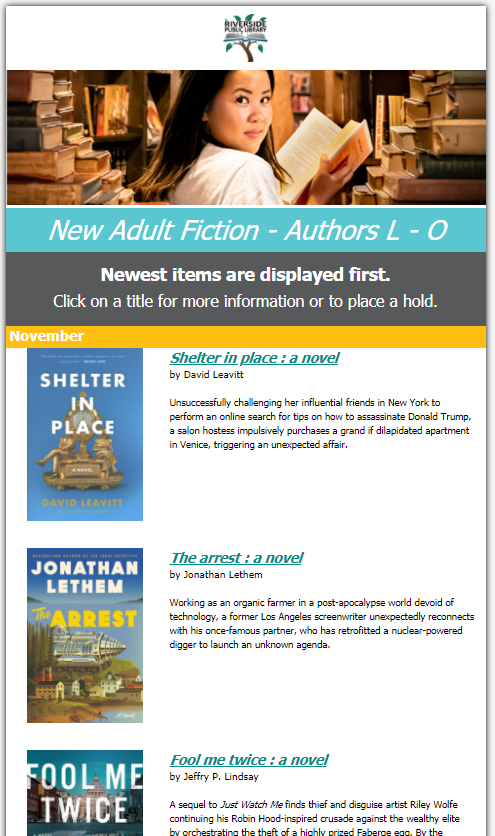 RIVERSIDE
PUBLIC LIBRARY
New Adult Fiction - Authors L - O
Newest items are displayed first.
Click on a title for more information or to place a hold.
November
SHELTER
IN
PLACE
A NOVEL
DAVID LEAVITT
Shelter in place : a novel
by David Leavitt
Unsuccessfully challenging her influential friends in New York to
perform an online search for tips on how to assassinate Donald Trump,
a salon hostess impulsively purchases a grand if dilapidated apartment
in Venice, triggering an unexpected affair.
JONATHAN
LETHEM
The
ARREST
A Novel
The arrest : a novel
by Jonathan Lethem
Working as an organic farmer in a post-apocalypse world devoid of
technology, a former Los Angeles screenwriter unexpectedly reconnects
with his once-famous partner, who has retrofitted a nuclear-powered
digger to launch an unknown agenda.
FOOL ME
TWICE
Fool me twice : a novel
by Jeffry P. Lindsay
A sequel to Just Watch Me finds thief and disguise artist Riley Wolfe
continuing his Robin Hood-inspired crusade against the wealthy elite
by orchestrating the theft of a highly prized Faberge egg. By the